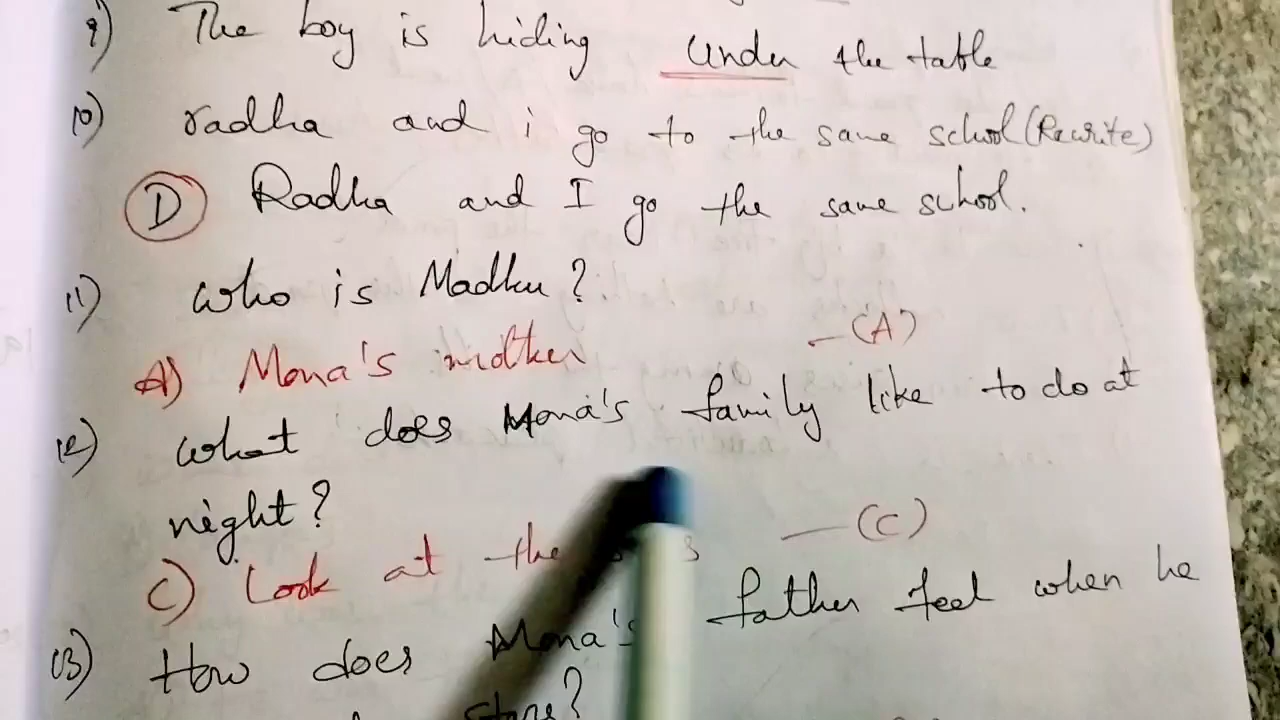 9) The boy is hiding under the table
10) radha and i go to the same school (Rewrite)
D Radha and I go the same school.
11) Who is Madhu?
A) Mona's mother – (A)
12) What does Mona's family like to do at
night?
C) Look at the – (C)
13) How does Mona's father feel when he